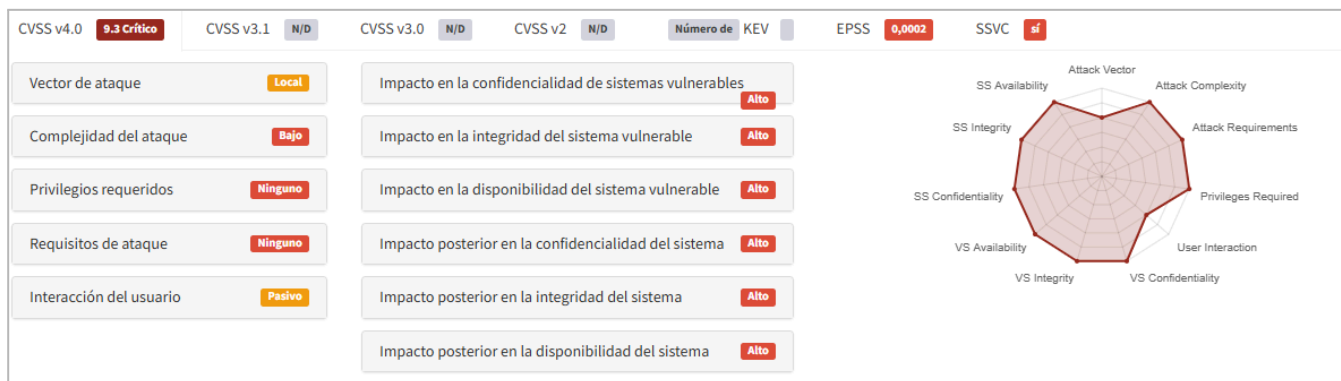 CVSS v4.0 9.3 Crítico CVSS v3.1 N/D CVSS v3.0 N/D CVSS v2 N/D Número de KEV EPSS 0,0002 SSVC sí
Vector de ataque Local
Complejidad del ataque Bajo
Privilegios requeridos Ninguno
Requisitos de ataque Ninguno
Interacción del usuario Pasivo
Impacto en la confidencialidad de sistemas vulnerables
Alto
Impacto en la integridad del sistema vulnerable Alto
Impacto en la disponibilidad del sistema vulnerable Alto
Impacto posterior en la confidencialidad del sistema Alto
Impacto posterior en la integridad del sistema Alto
Impacto posterior en la disponibilidad del sistema Alto
Attack Vector
SS Availability Attack Complexity
SS Integrity Attack Requirements
SS Confidentiality Privileges Required
VS Availability User Interaction
VS Integrity VS Confidentiality